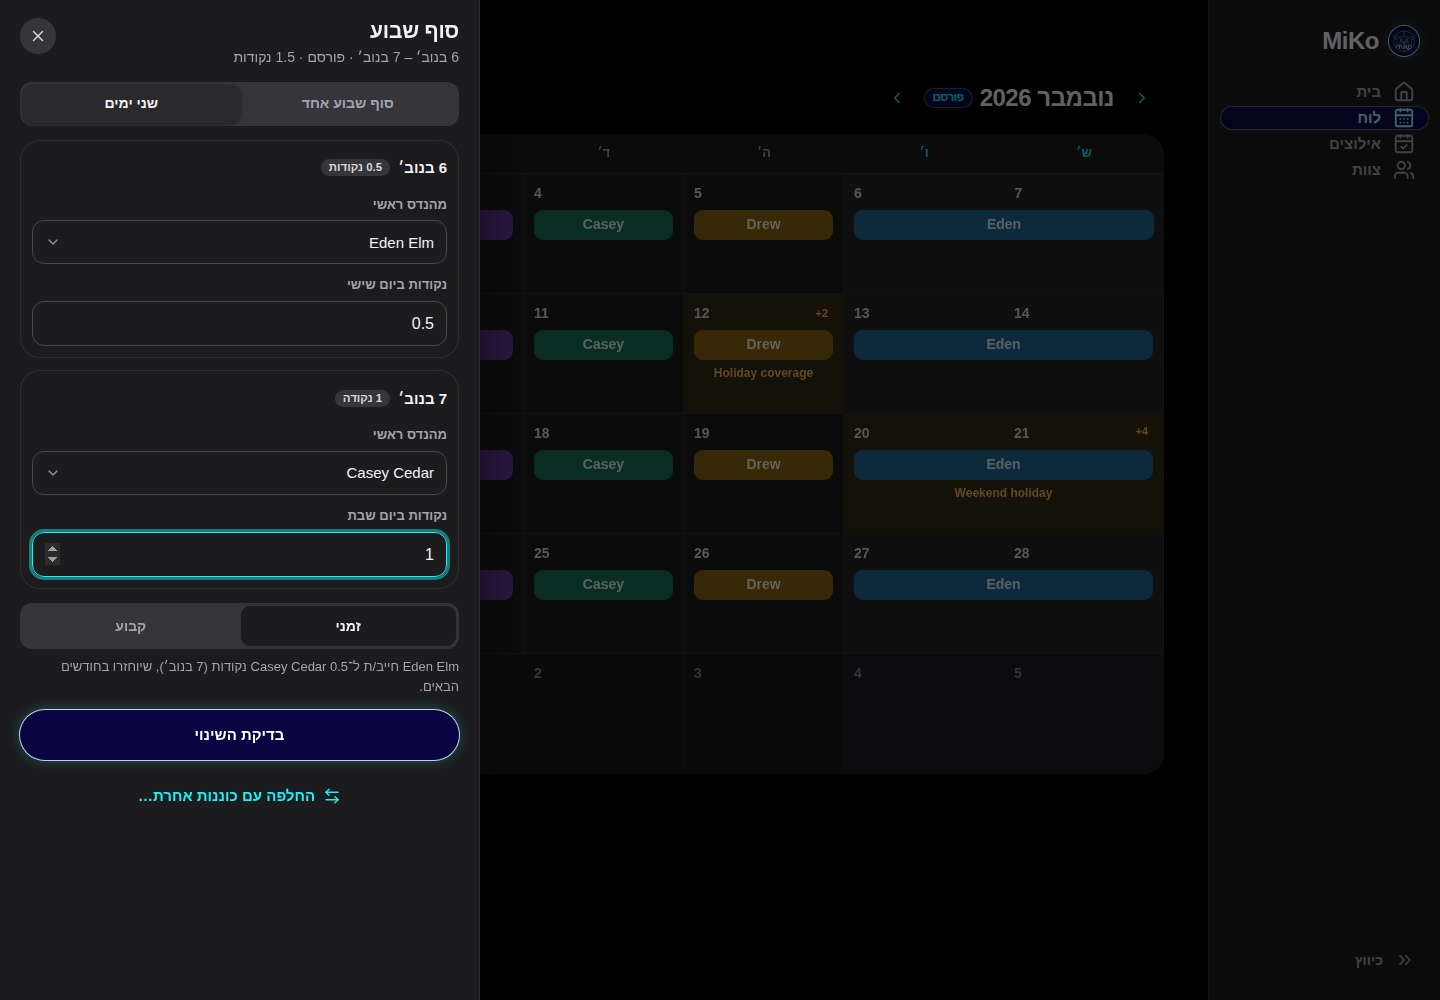 סוף שבוע
6 בנוב׳ – 7 בנוב׳ · פורסם · 1.5 נקודות
סוף שבוע אחד
שני ימים
6 בנוב׳ 0.5 נקודות
מהנדס ראשי
Eden Elm
נקודות ביום שישי
0.5
7 בנוב׳ 1 נקודה
מהנדס ראשי
Casey Cedar
נקודות ביום שבת
1
זמני
קבוע
Eden Elm חייב/ת ל־Casey Cedar 0.5 נקודות (7 בנוב׳), שיוחזרו בחודשים
הבאים.
בדיקת השינוי
החלפה עם כוננות אחרת...
MiKo
miko
בית
לוח
אילוצים
צוות
כיווץ
נובמבר 2026 פורסם
ד׳ ה׳ ו׳ ש׳
4 5 6 7
Casey Drew Eden
11 12 +2 13 14
Casey Drew Eden
Holiday coverage
18 19 20 21 +4
Casey Drew Eden
Weekend holiday
25 26 27 28
Casey Drew Eden
2 3 4 5